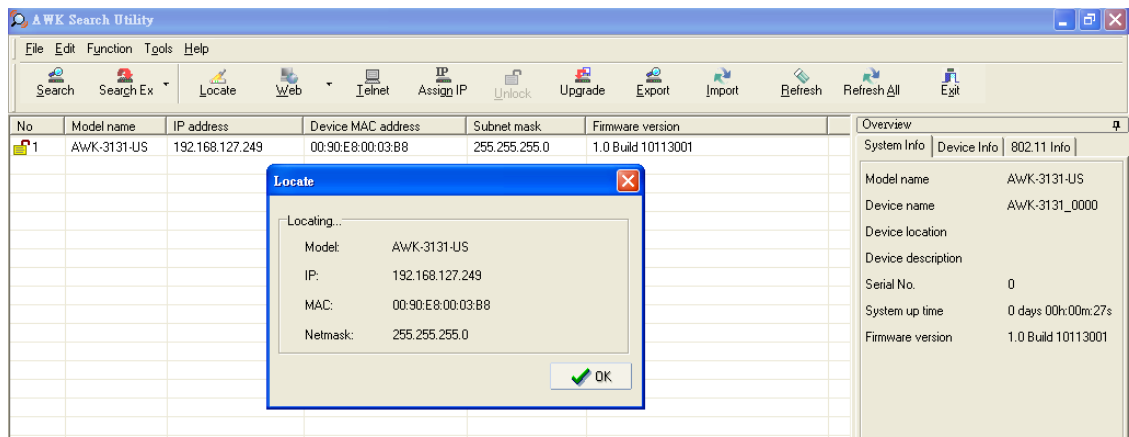 AWK Search Utility
File Edit Function Tools Help
Search Search Ex Locate Web Telnet Assign IP Unlock Upgrade Export Import Refresh Refresh All Exit
No Model name IP address Device MAC address Subnet mask Firmware version
1 AWK-3131-US 192.168.127.249 00:90:E8:00:03:B8 255.255.255.0 1.0 Build 10113001
Locate
Locating...
Model: AWK-3131-US
IP: 192.168.127.249
MAC: 00:90:E8:00:03:B8
Netmask: 255.255.255.0
OK
Overview
System Info Device Info 802.11 Info
Model name AWK-3131-US
Device name AWK-3131_0000
Device location
Device description
Serial No. 0
System up time 0 days 00h:00m:27s
Firmware version 1.0 Build 10113001